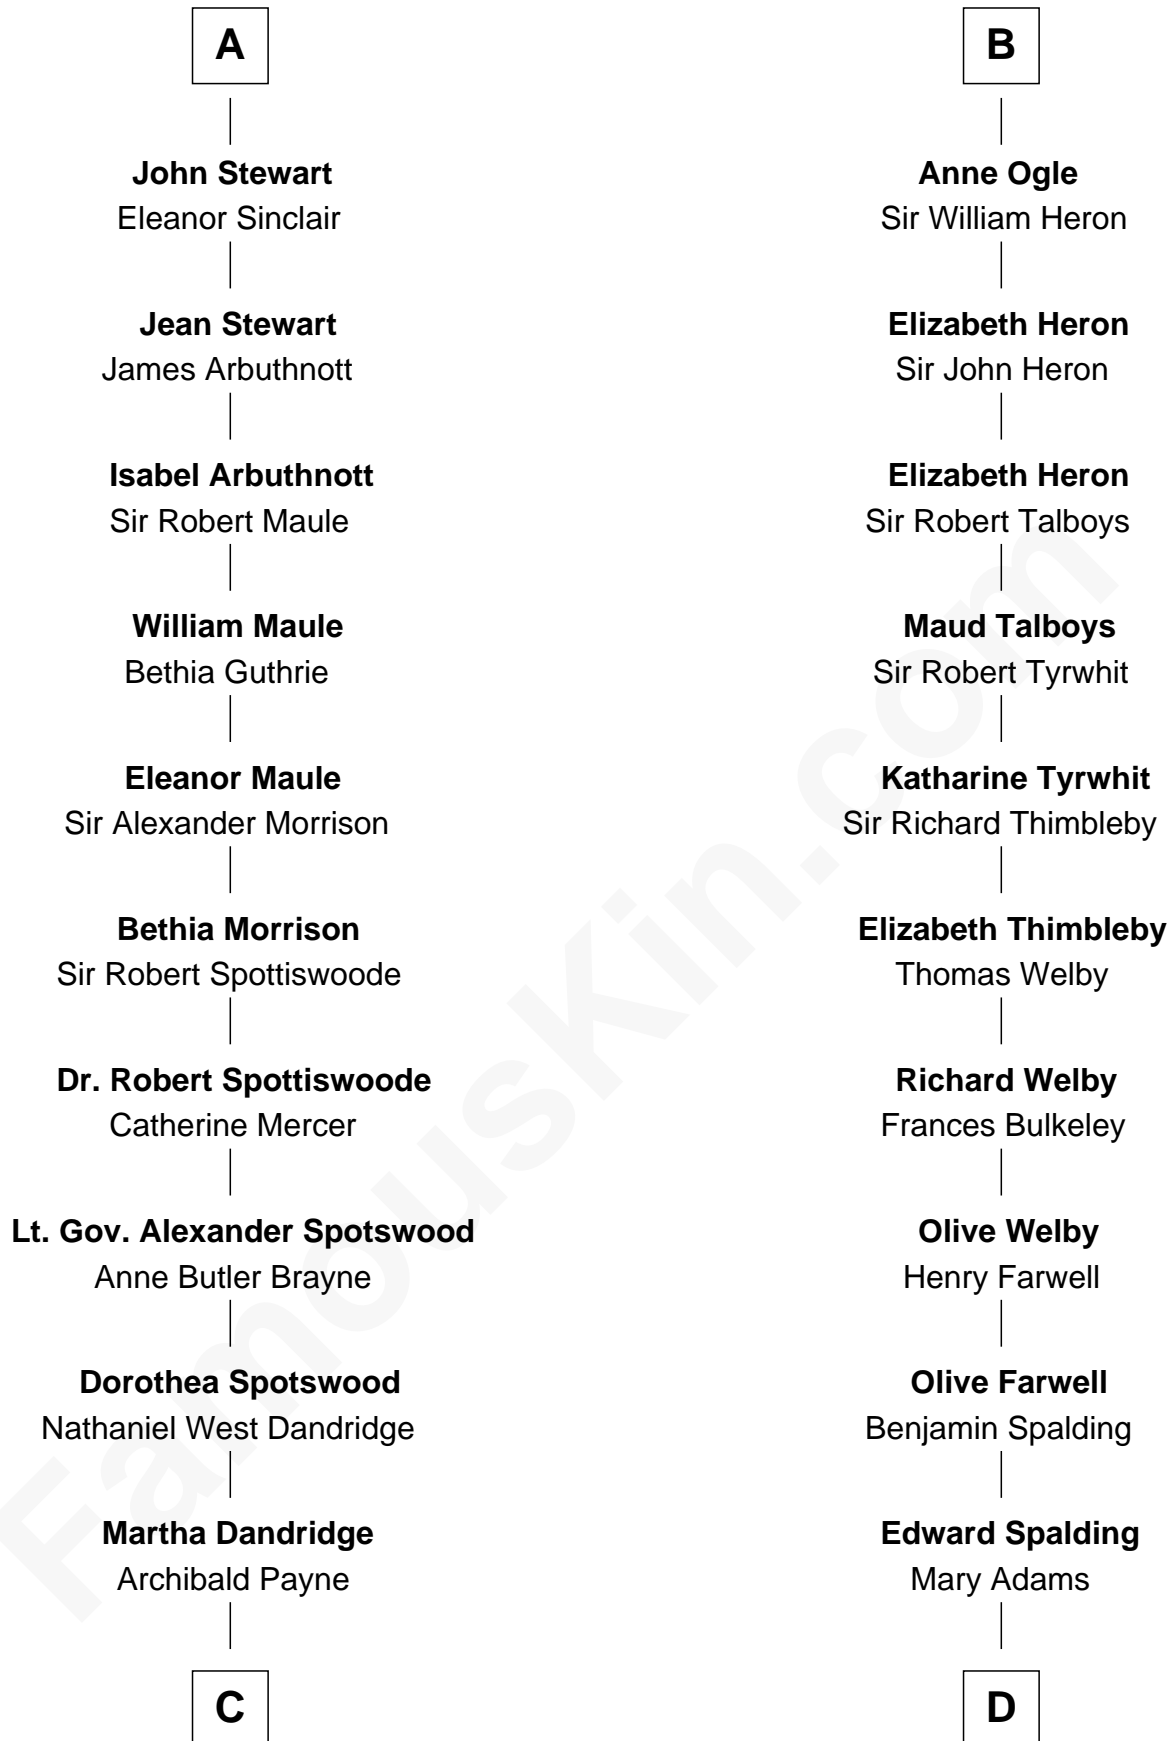 A
John Stewart
Eleanor Sinclair
Jean Stewart
James Arbuthnott
Isabel Arbuthnott
Sir Robert Maule
William Maule
Bethia Guthrie
Eleanor Maule
Sir Alexander Morrison
Bethia Morrison
Sir Robert Spottiswoode
Dr. Robert Spottiswoode
Catherine Mercer
Lt. Gov. Alexander Spotswood
Anne Butler Brayne
Dorothea Spotswood
Nathaniel West Dandridge
Martha Dandridge
Archibald Payne
C
B
Anne Ogle
Sir William Heron
Elizabeth Heron
Sir John Heron
Elizabeth Heron
Sir Robert Talboys
Maud Talboys
Sir Robert Tyrwhit
Katharine Tyrwhit
Sir Richard Thimbleby
Elizabeth Thimbleby
Thomas Welby
Richard Welby
Frances Bulkeley
Olive Welby
Henry Farwell
Olive Farwell
Benjamin Spalding
Edward Spalding
Mary Adams
D
FamousKin.com